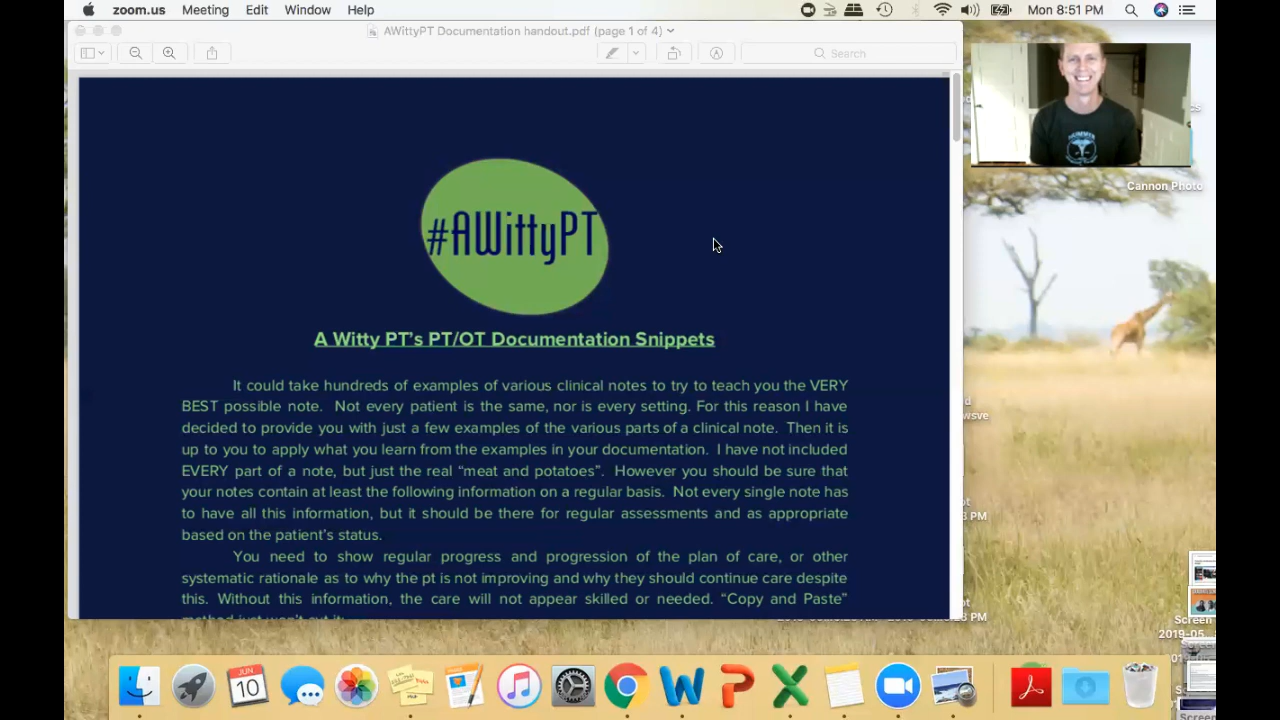 zoom.us Meeting Edit Window Help Mon 8:51 PM
AWittyPT Documentation handout.pdf (page 1 of 4)
Search
#AWittyPT
A Witty PT's PT/OT Documentation Snippets
It could take hundreds of examples of various clinical notes to try to teach you the VERY
BEST possible note. Not every patient is the same, nor is every setting. For this reason I have
decided to provide you with just a few examples of the various parts of a clinical note. Then it is
up to you to apply what you learn from the examples in your documentation. I have not included
EVERY part of a note, but just the real “meat and potatoes”. However you should be sure that
your notes contain at least the following information on a regular basis. Not every single note has
to have all this information, but it should be there for regular assessments and as appropriate
based on the patient's status.
You need to show regular progress and progression of the plan of care, or other
systematic rationale as to why the pt is not improving and why they should continue care despite
this. Without this information, the care will not appear skilled or needed. “Copy and Paste”
Cannon Photo
Screen
2019-05...
JUN
10